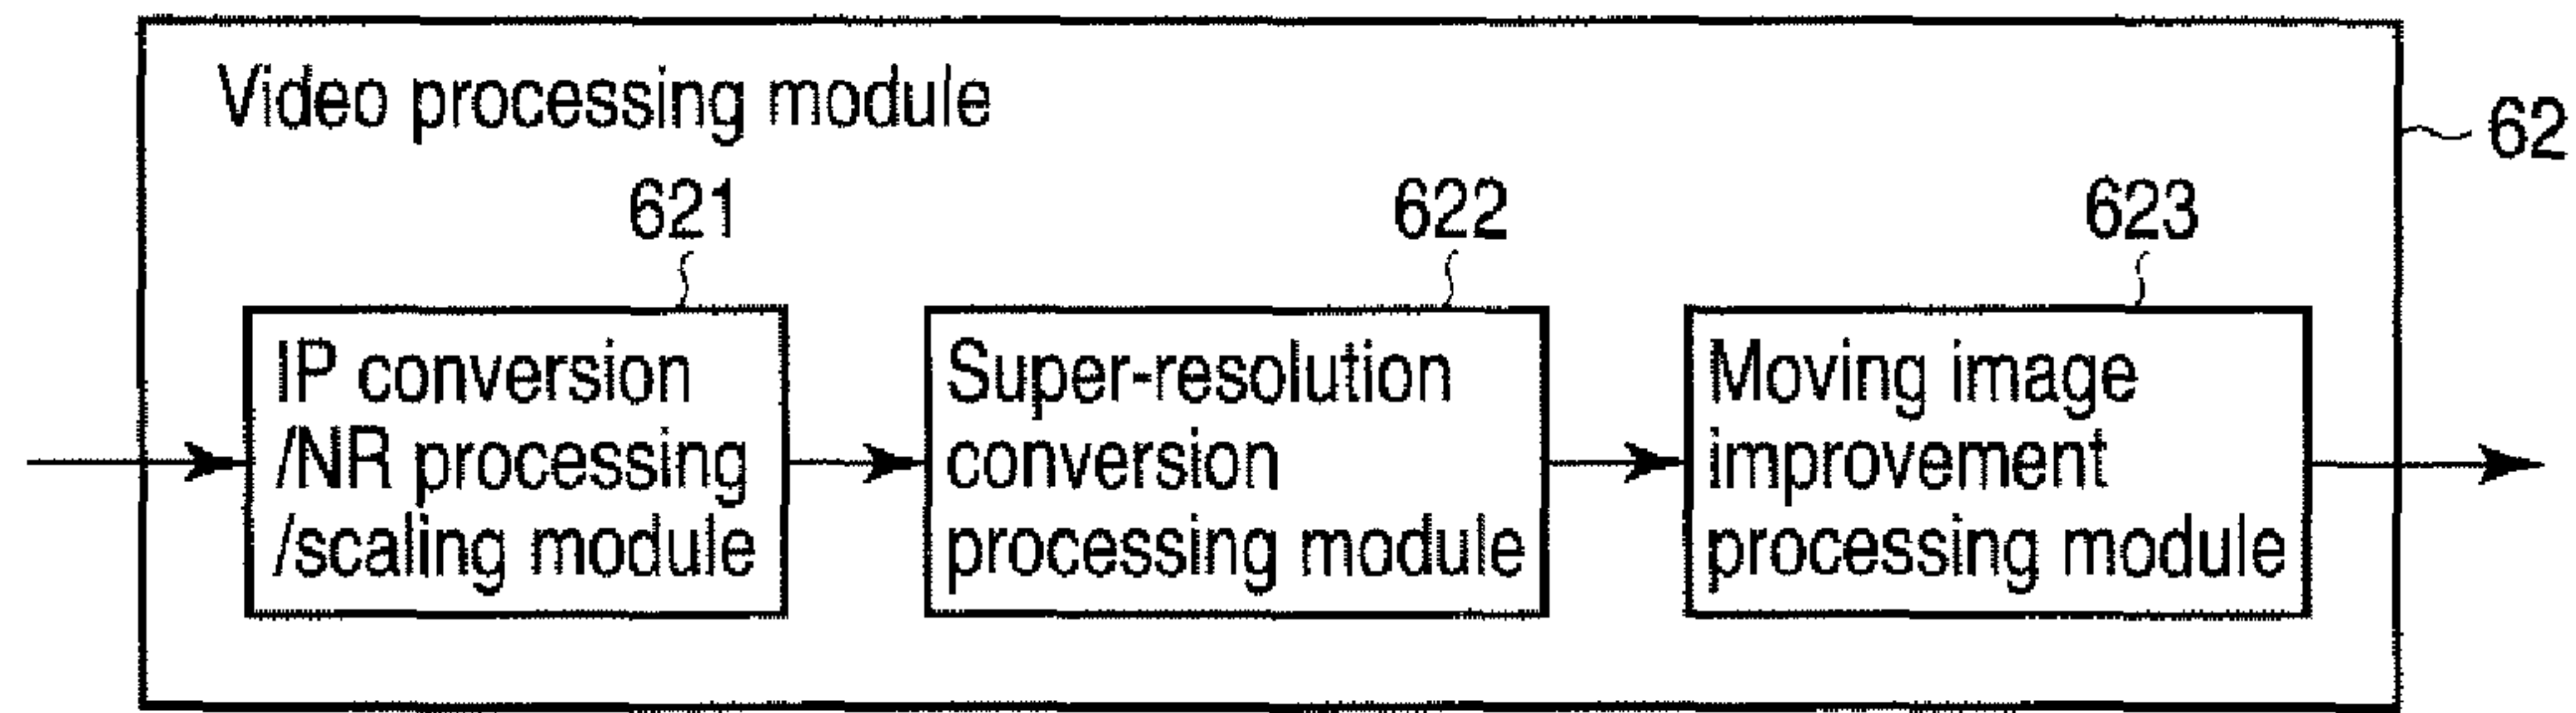 Video processing module
62
621
622
623
IP conversion
/NR processing
/scaling module
Super-resolution
conversion
processing module
Moving image
improvement
processing module